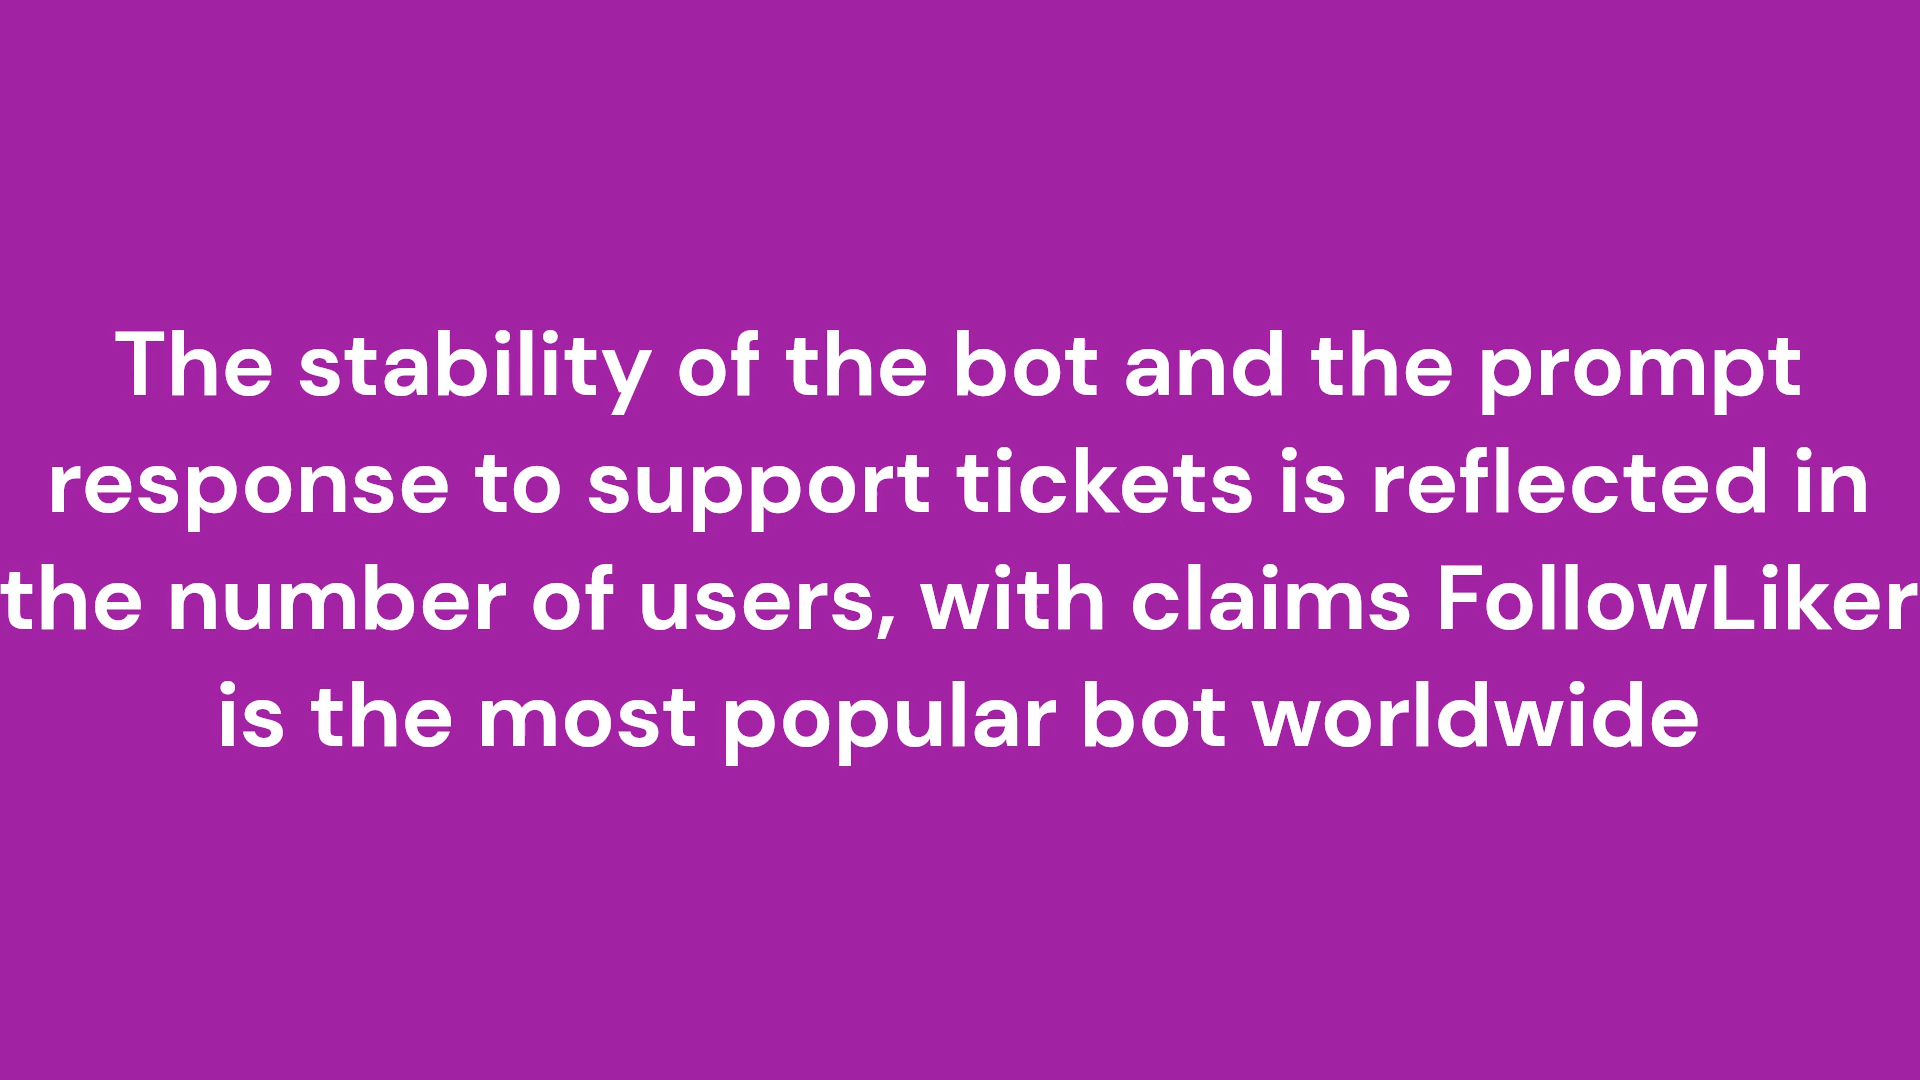 The stability of the bot and the prompt
response to support tickets is reflected in
the number of users, with claims FollowLiker
is the most popular bot worldwide